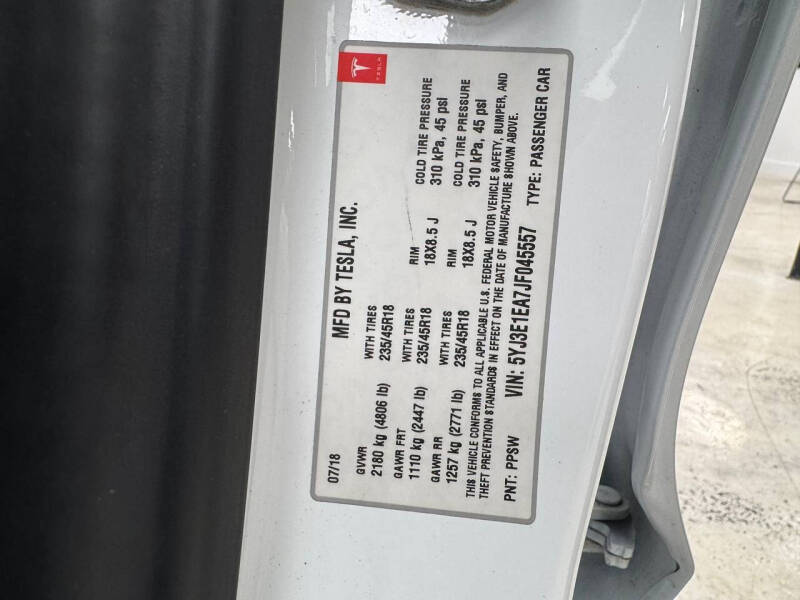 TESLA
07/18
MFD BY TESLA, INC.
GVWR
WITH TIRES
RIM
COLD TIRE PRESSURE
2180 kg (4806 lb)
235/45R18
18X8.5 J
310 kPa, 45 psi
GAWR FRT
WITH TIRES
RIM
COLD TIRE PRESSURE
1110 kg (2447 lb)
235/45R18
18X8.5 J
310 kPa, 45 psi
GAWR RR
WITH TIRES
1257 kg (2771 lb)
235/45R18
THIS VEHICLE CONFORMS TO ALL APPLICABLE U.S. FEDERAL MOTOR VEHICLE SAFETY, BUMPER, AND
THEFT PREVENTION STANDARDS IN EFFECT ON THE DATE OF MANUFACTURE SHOWN ABOVE.
PNT: PPSW VIN: 5YJ3E1EA7JF045557 TYPE: PASSENGER CAR